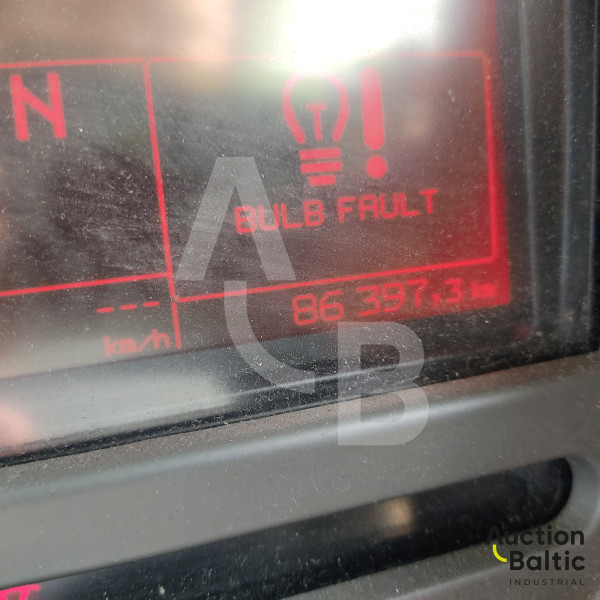 N
BULB FAULT
---
86 397,3 km
km/h
A B
Auction
Baltic
INDUSTRIAL